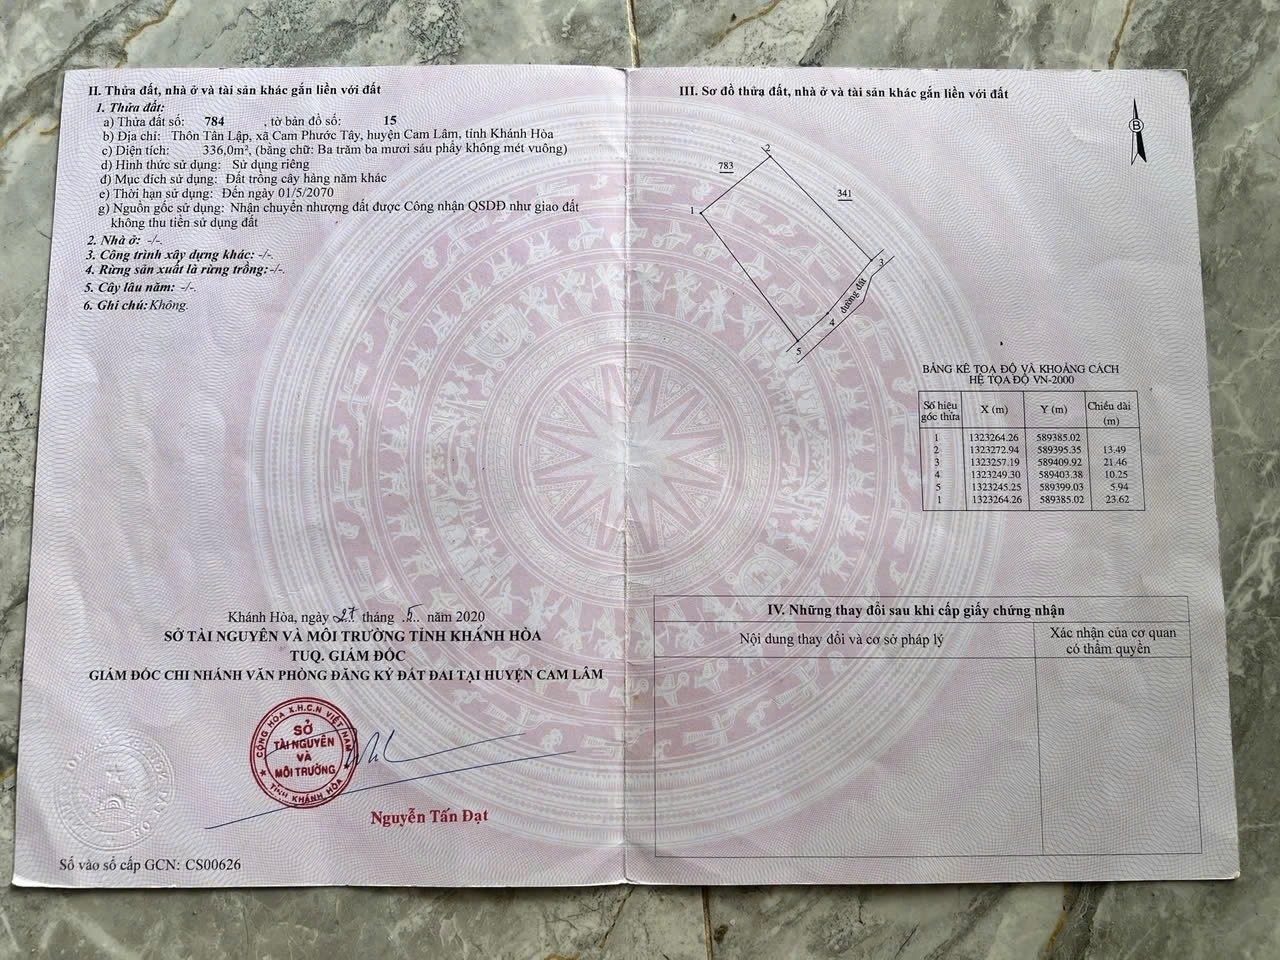 II. Thửa đất, nhà ở và tài sản khác gắn liền với đất
1. Thửa đất:
a) Thửa đất số: 784 , tờ bản đồ số: 15
b) Địa chỉ: Thôn Tân Lập, xã Cam Phước Tây, huyện Cam Lâm, tỉnh Khánh Hòa
c) Diện tích: 336,0m², (bằng chữ: Ba trăm ba mươi sáu phẩy không mét vuông)
d) Hình thức sử dụng: Sử dụng riêng
đ) Mục đích sử dụng: Đất trồng cây hàng năm khác
e) Thời hạn sử dụng: Đến ngày 01/5/2070
g) Nguồn gốc sử dụng: Nhận chuyển nhượng đất được Công nhận QSDĐ như giao đất
không thu tiền sử dụng đất
2. Nhà ở: -/-.
3. Công trình xây dựng khác: -/-.
4. Rừng sản xuất là rừng trồng: -/-.
5. Cây lâu năm: -/-.
6. Ghi chú: Không.
Khánh Hòa, ngày 27 tháng .5.. năm 2020
SỞ TÀI NGUYÊN VÀ MÔI TRƯỜNG TỈNH KHÁNH HÒA
TUQ. GIÁM ĐỐC
GIÁM ĐỐC CHI NHÁNH VĂN PHÒNG ĐĂNG KÝ ĐẤT ĐAI TẠI HUYỆN CAM LÂM
CỘNG HÒA X.H.C.N VIỆT NAM
SỞ
TÀI NGUYÊN
VÀ
MÔI TRƯỜNG
TỈNH KHÁNH HÒA
Nguyễn Tấn Đạt
Số vào sổ cấp GCN: CS00626
III. Sơ đồ thửa đất, nhà ở và tài sản khác gắn liền với đất
B
2
783
341
1
3
đường đất
4
5
BẢNG KÊ TỌA ĐỘ VÀ KHOẢNG CÁCH
HỆ TỌA ĐỘ VN-2000
Số hiệu góc thửa X (m) Y (m) Chiều dài (m)
1 1323264.26 589385.02
2 1323272.94 589395.35 13.49
3 1323257.19 589409.92 21.46
4 1323249.30 589403.38 10.25
5 1323245.25 589399.03 5.94
1 1323264.26 589385.02 23.62
IV. Những thay đổi sau khi cấp giấy chứng nhận
Nội dung thay đổi và cơ sở pháp lý
Xác nhận của cơ quan
có thẩm quyền